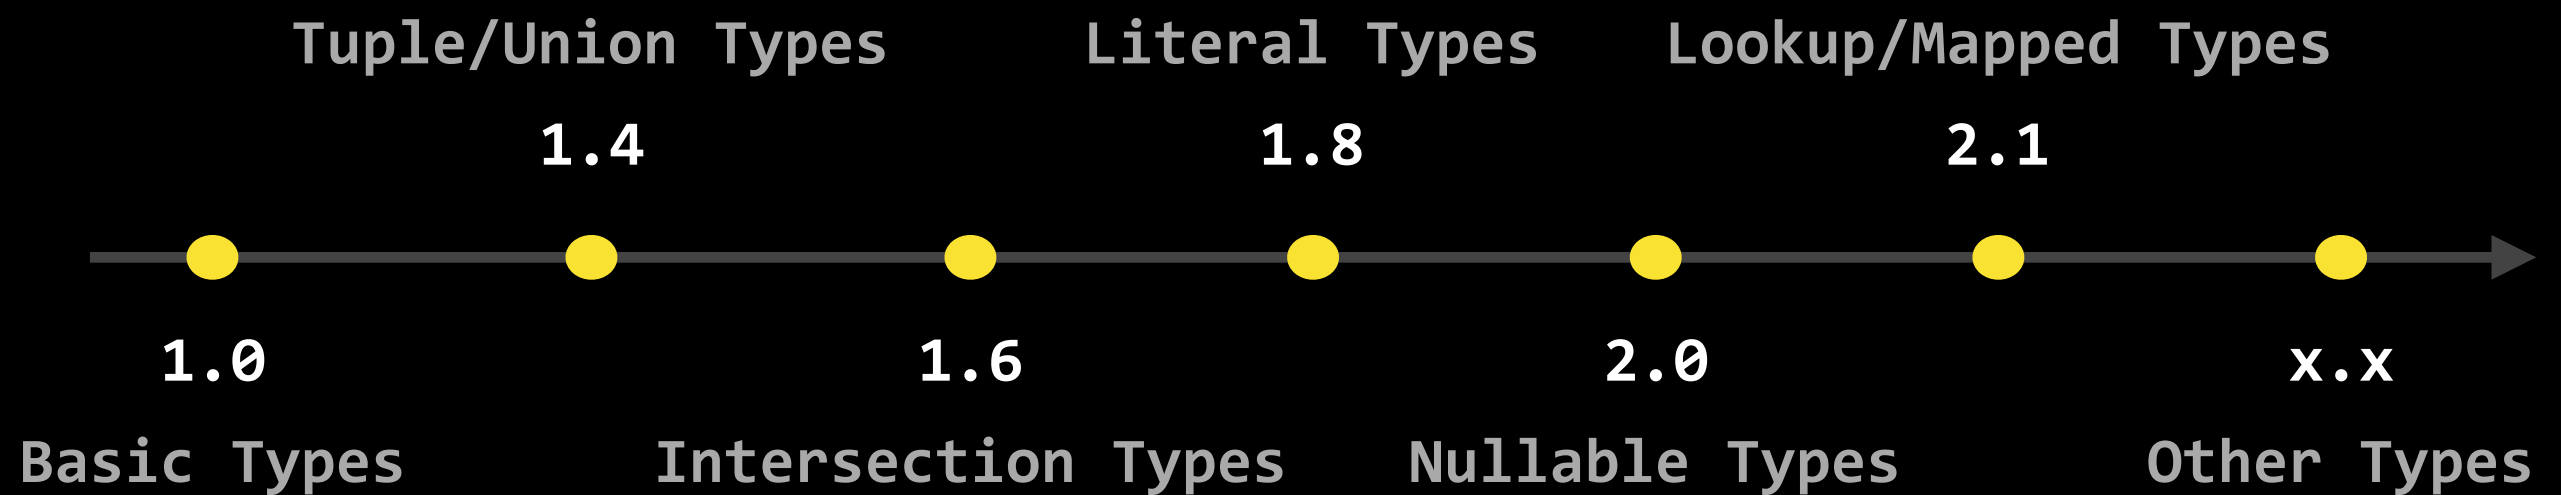 Tuple/Union Types
Literal Types
Lookup/Mapped Types
1.4
1.8
2.1
1.0
1.6
2.0
x.x
Basic Types
Intersection Types
Nullable Types
Other Types